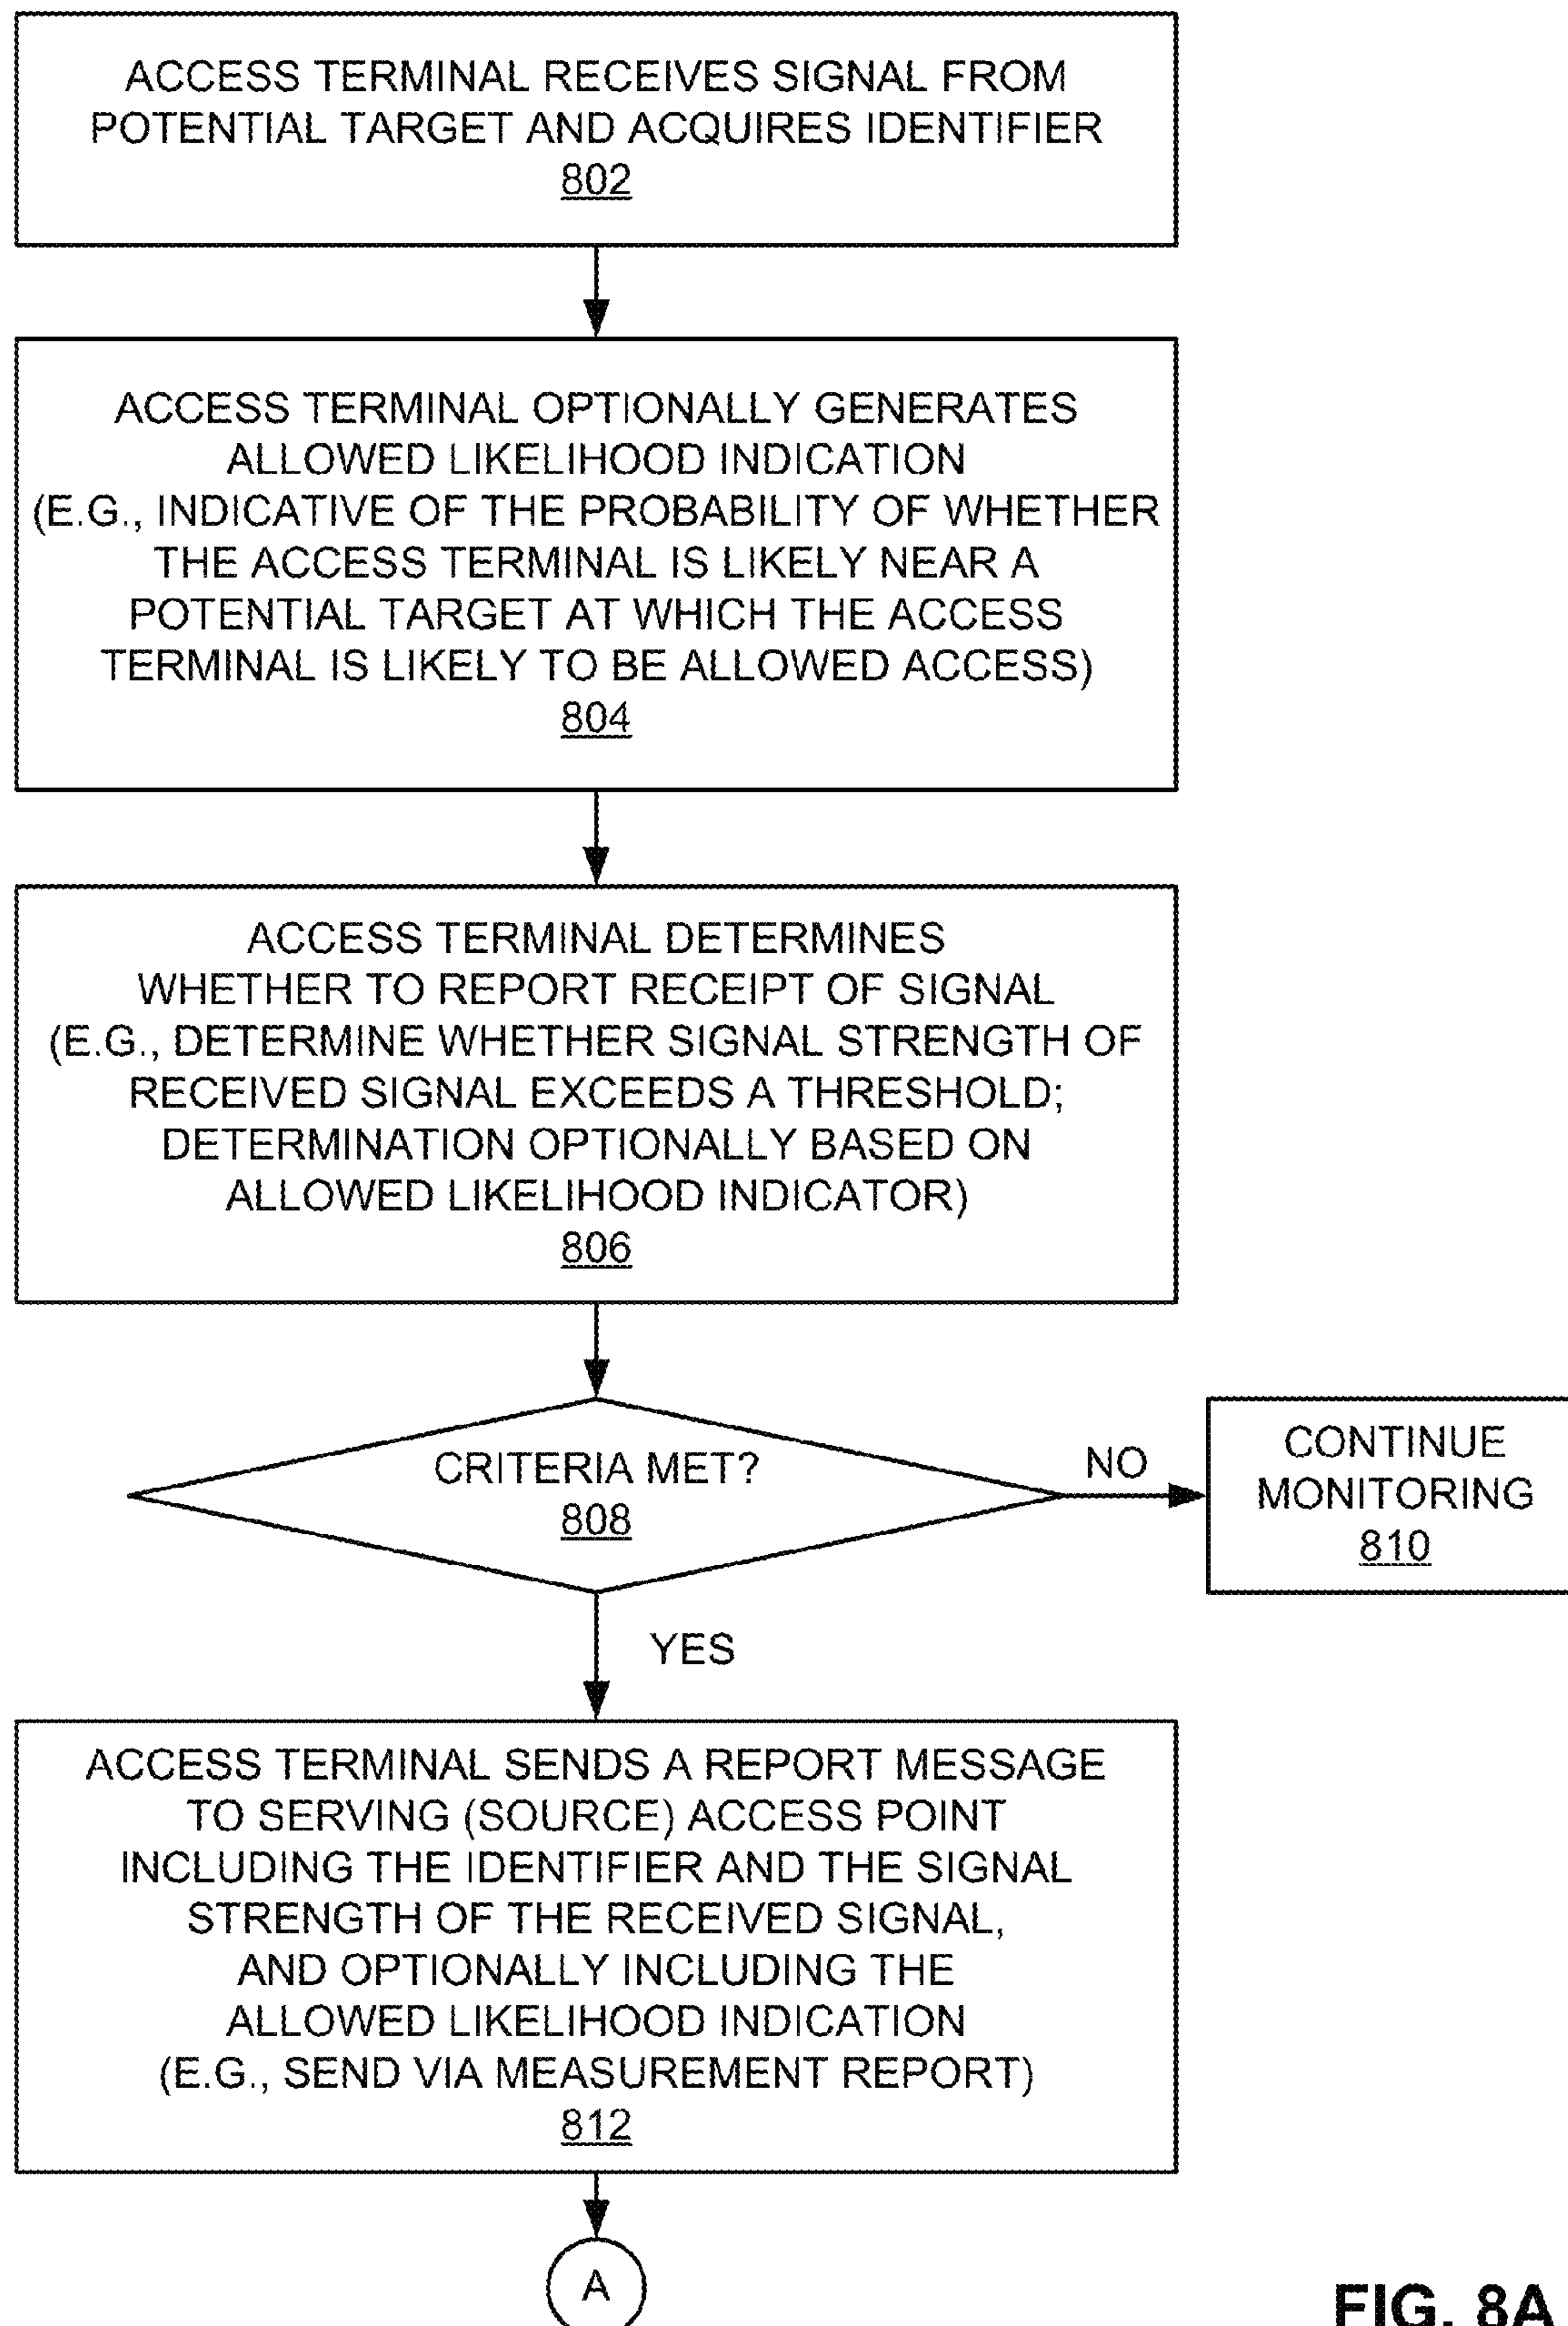 ACCESS TERMINAL RECEIVES SIGNAL FROM
POTENTIAL TARGET AND ACQUIRES IDENTIFIER
802
ACCESS TERMINAL OPTIONALLY GENERATES
ALLOWED LIKELIHOOD INDICATION
(E.G., INDICATIVE OF THE PROBABILITY OF WHETHER
THE ACCESS TERMINAL IS LIKELY NEAR A
POTENTIAL TARGET AT WHICH THE ACCESS
TERMINAL IS LIKELY TO BE ALLOWED ACCESS)
804
ACCESS TERMINAL DETERMINES
WHETHER TO REPORT RECEIPT OF SIGNAL
(E.G., DETERMINE WHETHER SIGNAL STRENGTH OF
RECEIVED SIGNAL EXCEEDS A THRESHOLD;
DETERMINATION OPTIONALLY BASED ON
ALLOWED LIKELIHOOD INDICATOR)
806
CRITERIA MET?
808
NO
CONTINUE
MONITORING
810
YES
ACCESS TERMINAL SENDS A REPORT MESSAGE
TO SERVING (SOURCE) ACCESS POINT
INCLUDING THE IDENTIFIER AND THE SIGNAL
STRENGTH OF THE RECEIVED SIGNAL,
AND OPTIONALLY INCLUDING THE
ALLOWED LIKELIHOOD INDICATION
(E.G., SEND VIA MEASUREMENT REPORT)
812
A
FIG. 8A